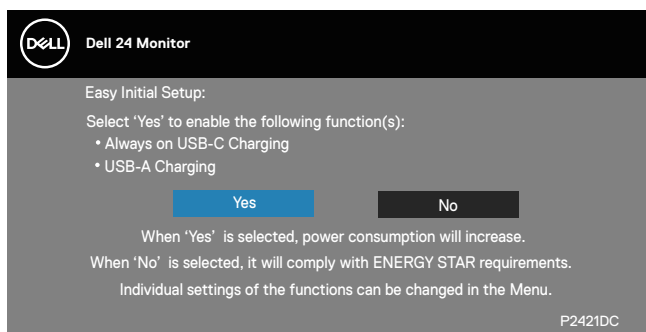 DELL Dell 24 Monitor
Easy Initial Setup:
Select ‘Yes’ to enable the following function(s):
• Always on USB-C Charging
• USB-A Charging
Yes No
When ‘Yes’ is selected, power consumption will increase.
When ‘No’ is selected, it will comply with ENERGY STAR requirements.
Individual settings of the functions can be changed in the Menu.
P2421DC